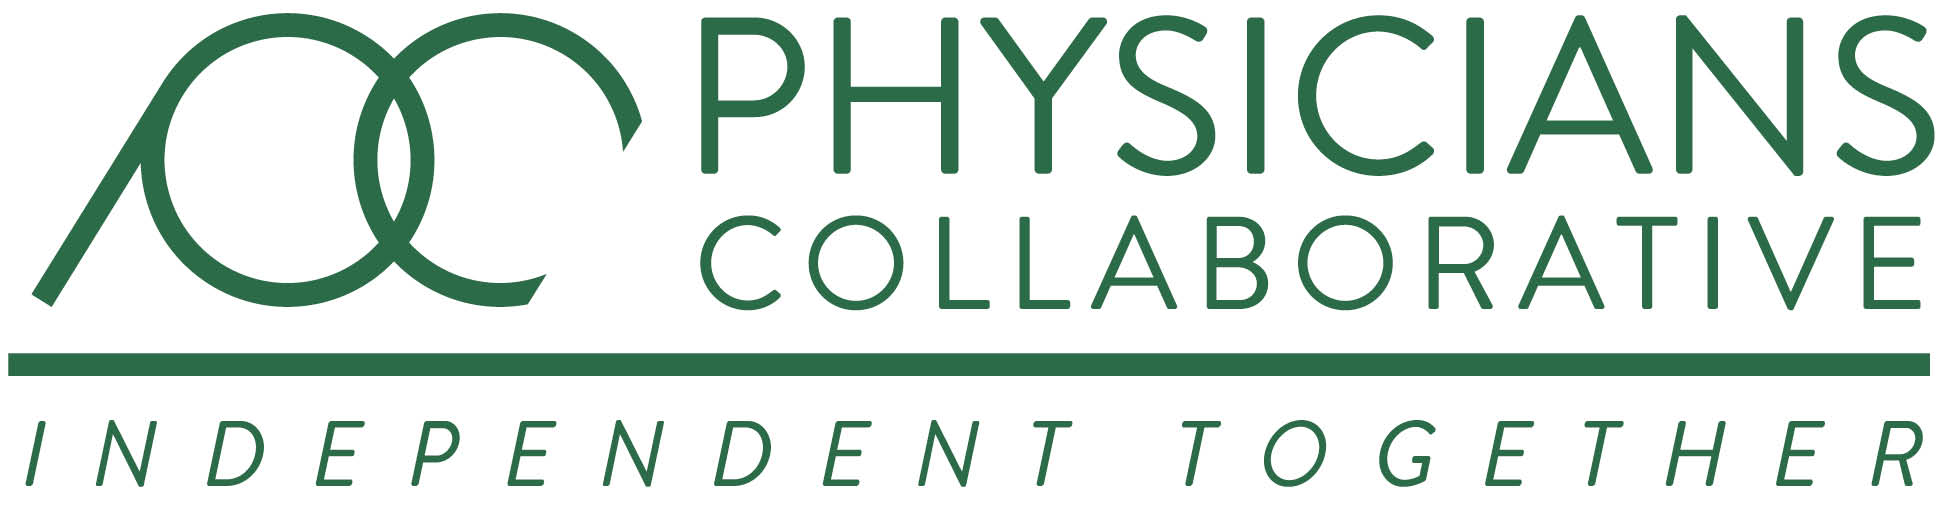 PHYSICIANS
COLLABORATIVE
INDEPENDENT TOGETHER